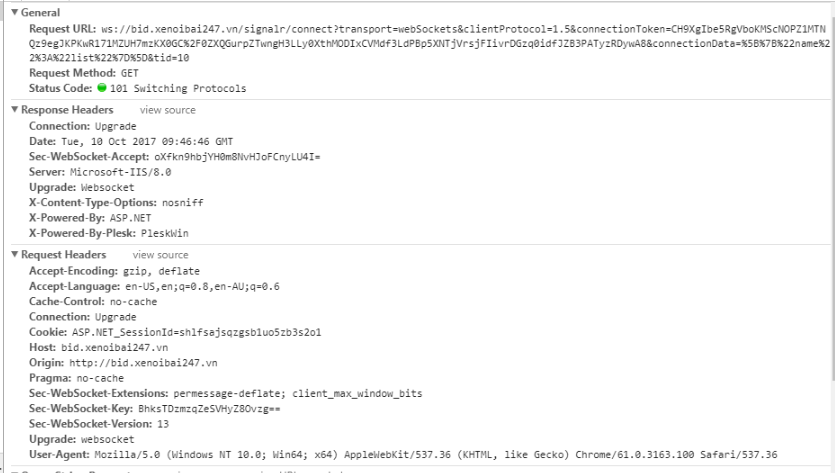 General
Request URL: ws://bid.xenoibai247.vn/signalr/connect?transport=webSockets&clientProtocol=1.5&connectionToken=CH9XgIbe5RgVboKMScNOPZ1MTN
Qz9egJKPKwR171MZUH7mzKX0GC%2F0ZXQGurpZTwngH3LLy0XthMODIxCVMdf3LdPBp5XNTjVrsjFIivrDGzq0idfJZB3PATyzRDywA8&connectionData=%5B%7B%22name%2
2%3A%22list%22%7D%5D&tid=10
Request Method: GET
Status Code: 101 Switching Protocols
Response Headers view source
Connection: Upgrade
Date: Tue, 10 Oct 2017 09:46:46 GMT
Sec-WebSocket-Accept: oXfkn9hbjYH0m8NvHJoFCnyLU4I=
Server: Microsoft-IIS/8.0
Upgrade: Websocket
X-Content-Type-Options: nosniff
X-Powered-By: ASP.NET
X-Powered-By-Plesk: PleskWin
Request Headers view source
Accept-Encoding: gzip, deflate
Accept-Language: en-US,en;q=0.8,en-AU;q=0.6
Cache-Control: no-cache
Connection: Upgrade
Cookie: ASP.NET_SessionId=shlfsajsqzgsb1uo5zb3s2o1
Host: bid.xenoibai247.vn
Origin: http://bid.xenoibai247.vn
Pragma: no-cache
Sec-WebSocket-Extensions: permessage-deflate; client_max_window_bits
Sec-WebSocket-Key: BhksTDzmzqZeSVHyZ8Ovzg==
Sec-WebSocket-Version: 13
Upgrade: websocket
User-Agent: Mozilla/5.0 (Windows NT 10.0; Win64; x64) AppleWebKit/537.36 (KHTML, like Gecko) Chrome/61.0.3163.100 Safari/537.36